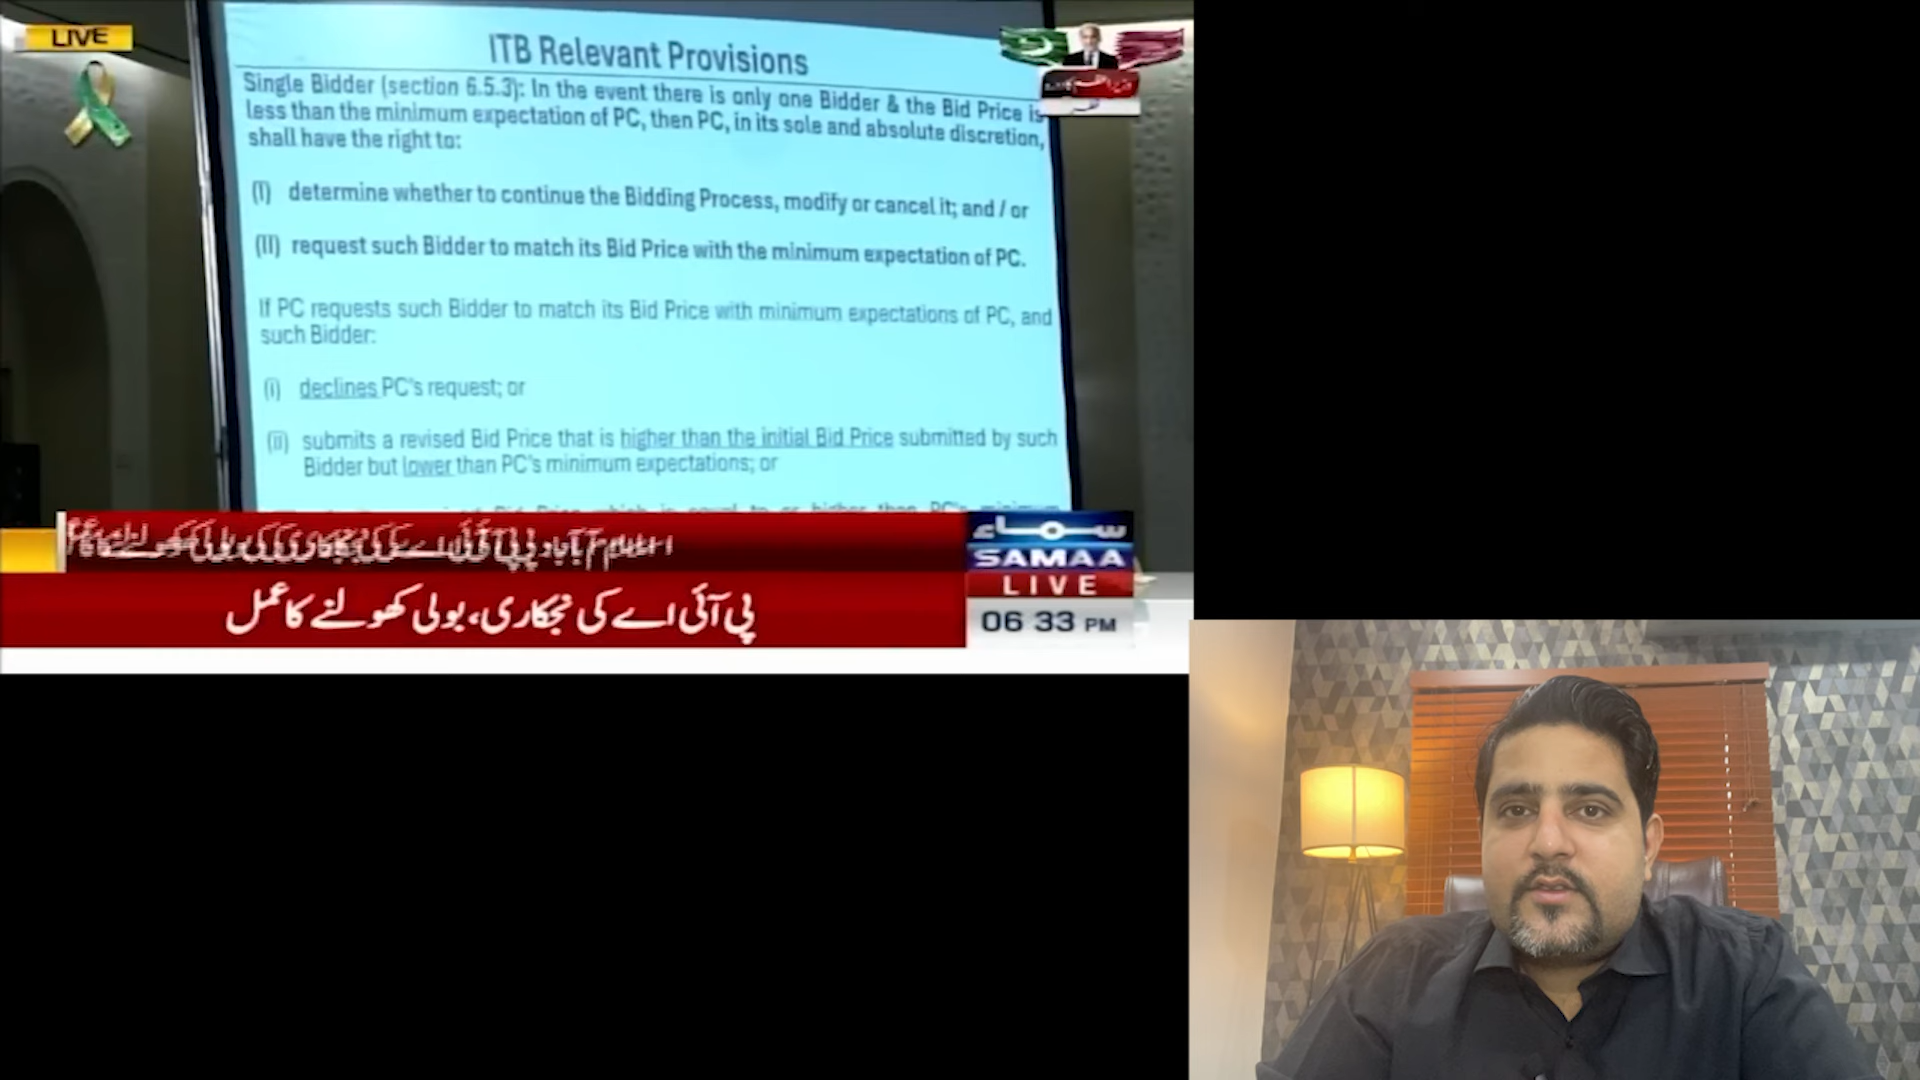 LIVE
ITB Relevant Provisions
Single Bidder (section 6.5.3): In the event there is only one Bidder & the Bid Price is
less than the minimum expectation of PC, then PC, in its sole and absolute discretion,
shall have the right to:
(I) determine whether to continue the Bidding Process, modify or cancel it; and / or
(II) request such Bidder to match its Bid Price with the minimum expectation of PC.
If PC requests such Bidder to match its Bid Price with minimum expectations of PC, and
such Bidder:
(i) declines PC's request; or
(ii) submits a revised Bid Price that is higher than the initial Bid Price submitted by such
Bidder but lower than PC's minimum expectations; or
پی آئی اے کی نجکاری، بولی کھولنے کا عمل
سماء
SAMAA
LIVE
06 33 PM